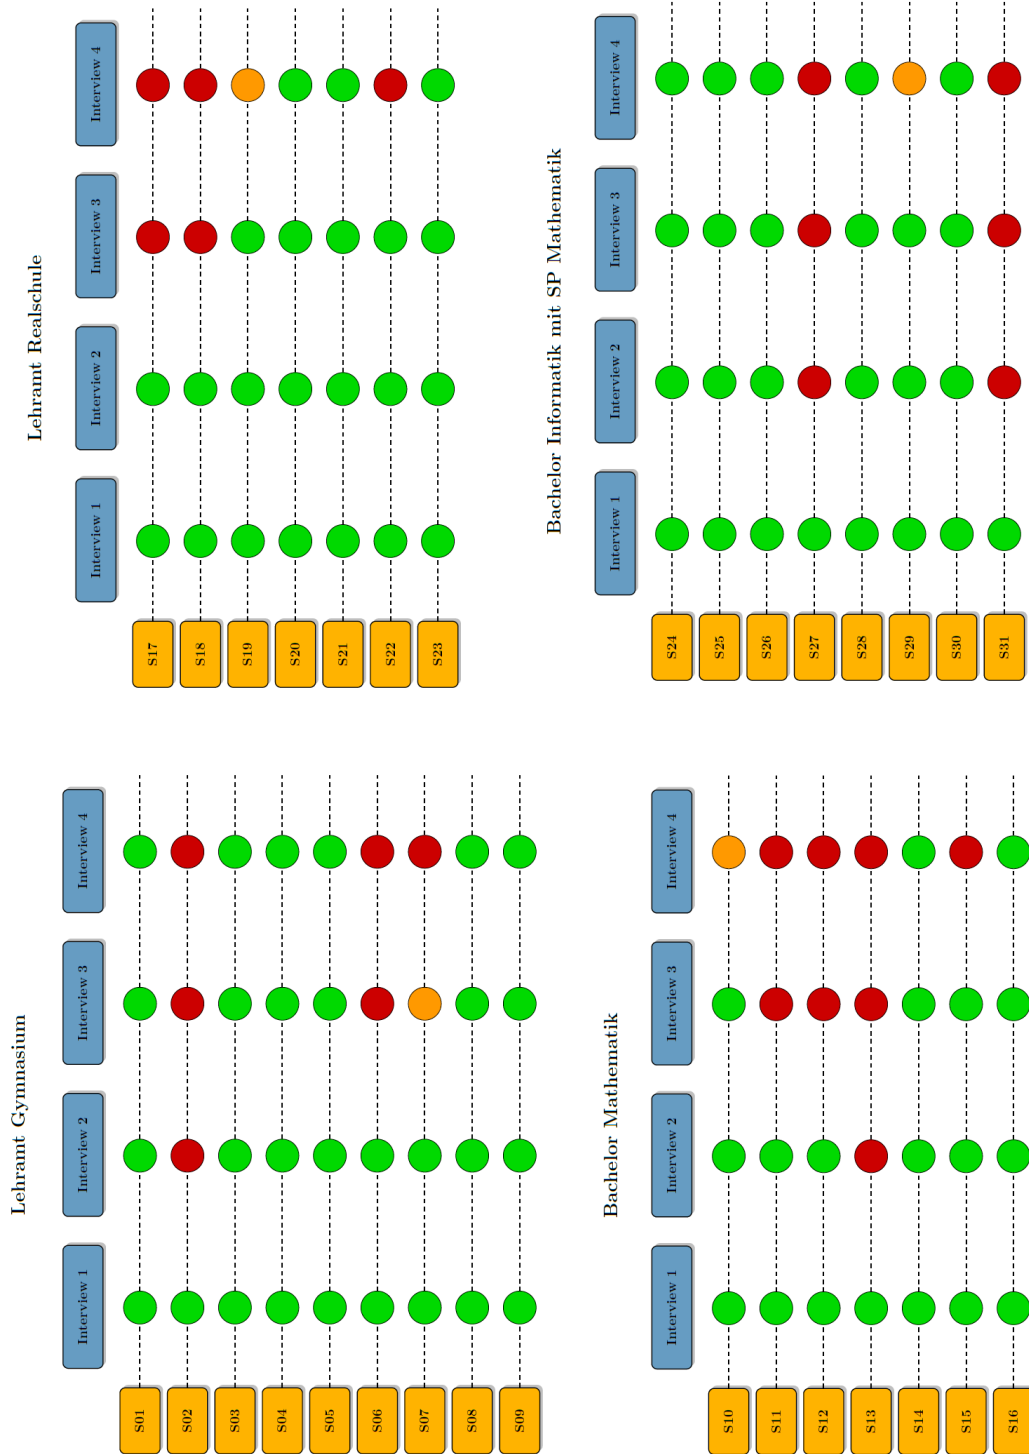 Lehramt Gymnasium
Interview 1
Interview 2
Interview 3
Interview 4
S01
S02
S03
S04
S05
S06
S07
S08
S09
Lehramt Realschule
Interview 1
Interview 2
Interview 3
Interview 4
S17
S18
S19
S20
S21
S22
S23
Bachelor Mathematik
Interview 1
Interview 2
Interview 3
Interview 4
S10
S11
S12
S13
S14
S15
S16
Bachelor Informatik mit SP Mathematik
Interview 1
Interview 2
Interview 3
Interview 4
S24
S25
S26
S27
S28
S29
S30
S31